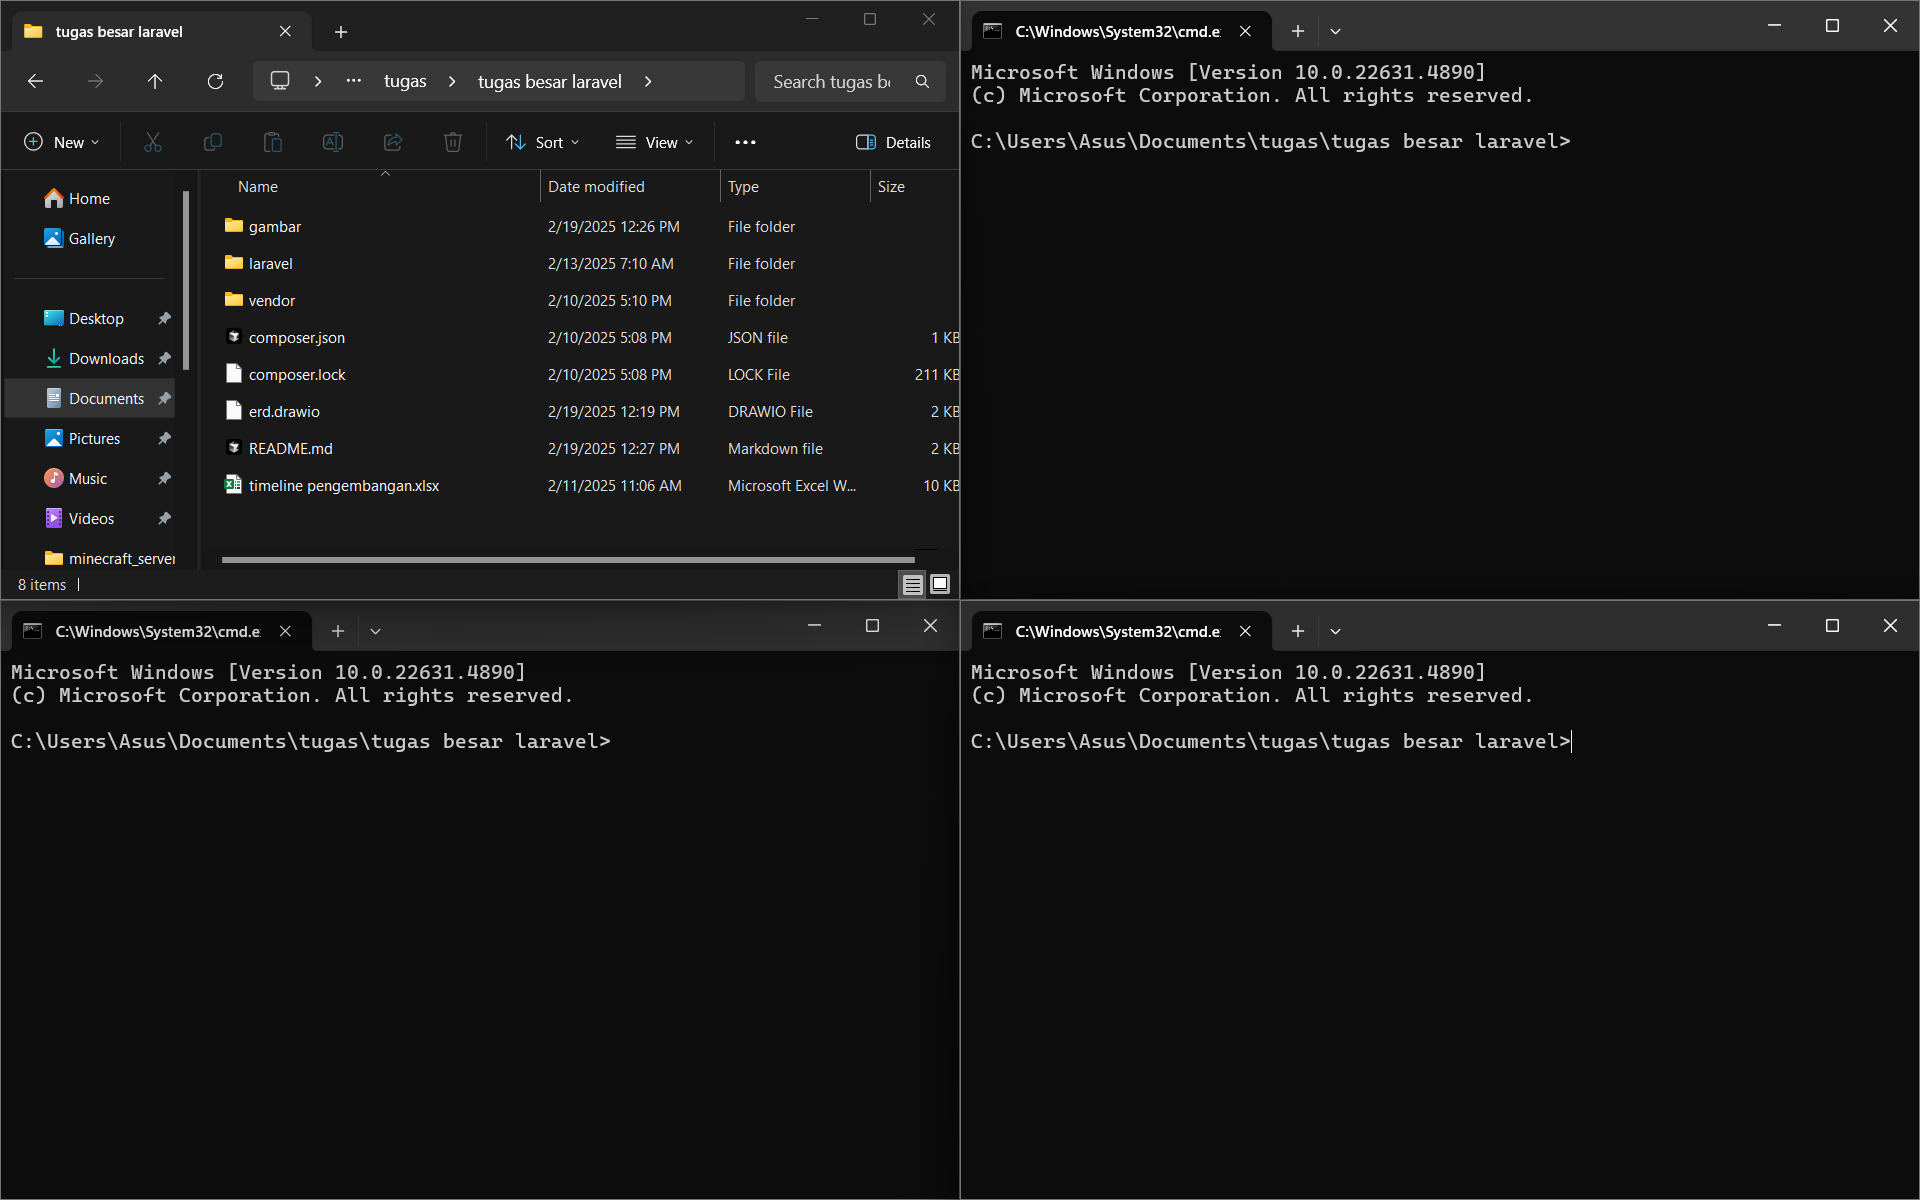 tugas besar laravel
tugas
tugas besar laravel
Search tugas be
New
Sort
View
Details
Name
Date modified
Type
Size
Home
Gallery
Desktop
Downloads
Documents
Pictures
Music
Videos
minecraft_server
gambar 2/19/2025 12:26 PM File folder
laravel 2/13/2025 7:10 AM File folder
vendor 2/10/2025 5:10 PM File folder
composer.json 2/10/2025 5:08 PM JSON file 1 KB
composer.lock 2/10/2025 5:08 PM LOCK File 211 KB
erd.drawio 2/19/2025 12:19 PM DRAWIO File 2 KB
README.md 2/19/2025 12:27 PM Markdown file 2 KB
timeline pengembangan.xlsx 2/11/2025 11:06 AM Microsoft Excel W... 10 KB
8 items
C:\Windows\System32\cmd.e
Microsoft Windows [Version 10.0.22631.4890]
(c) Microsoft Corporation. All rights reserved.
C:\Users\Asus\Documents\tugas\tugas besar laravel>
C:\Windows\System32\cmd.e
Microsoft Windows [Version 10.0.22631.4890]
(c) Microsoft Corporation. All rights reserved.
C:\Users\Asus\Documents\tugas\tugas besar laravel>
C:\Windows\System32\cmd.e
Microsoft Windows [Version 10.0.22631.4890]
(c) Microsoft Corporation. All rights reserved.
C:\Users\Asus\Documents\tugas\tugas besar laravel>